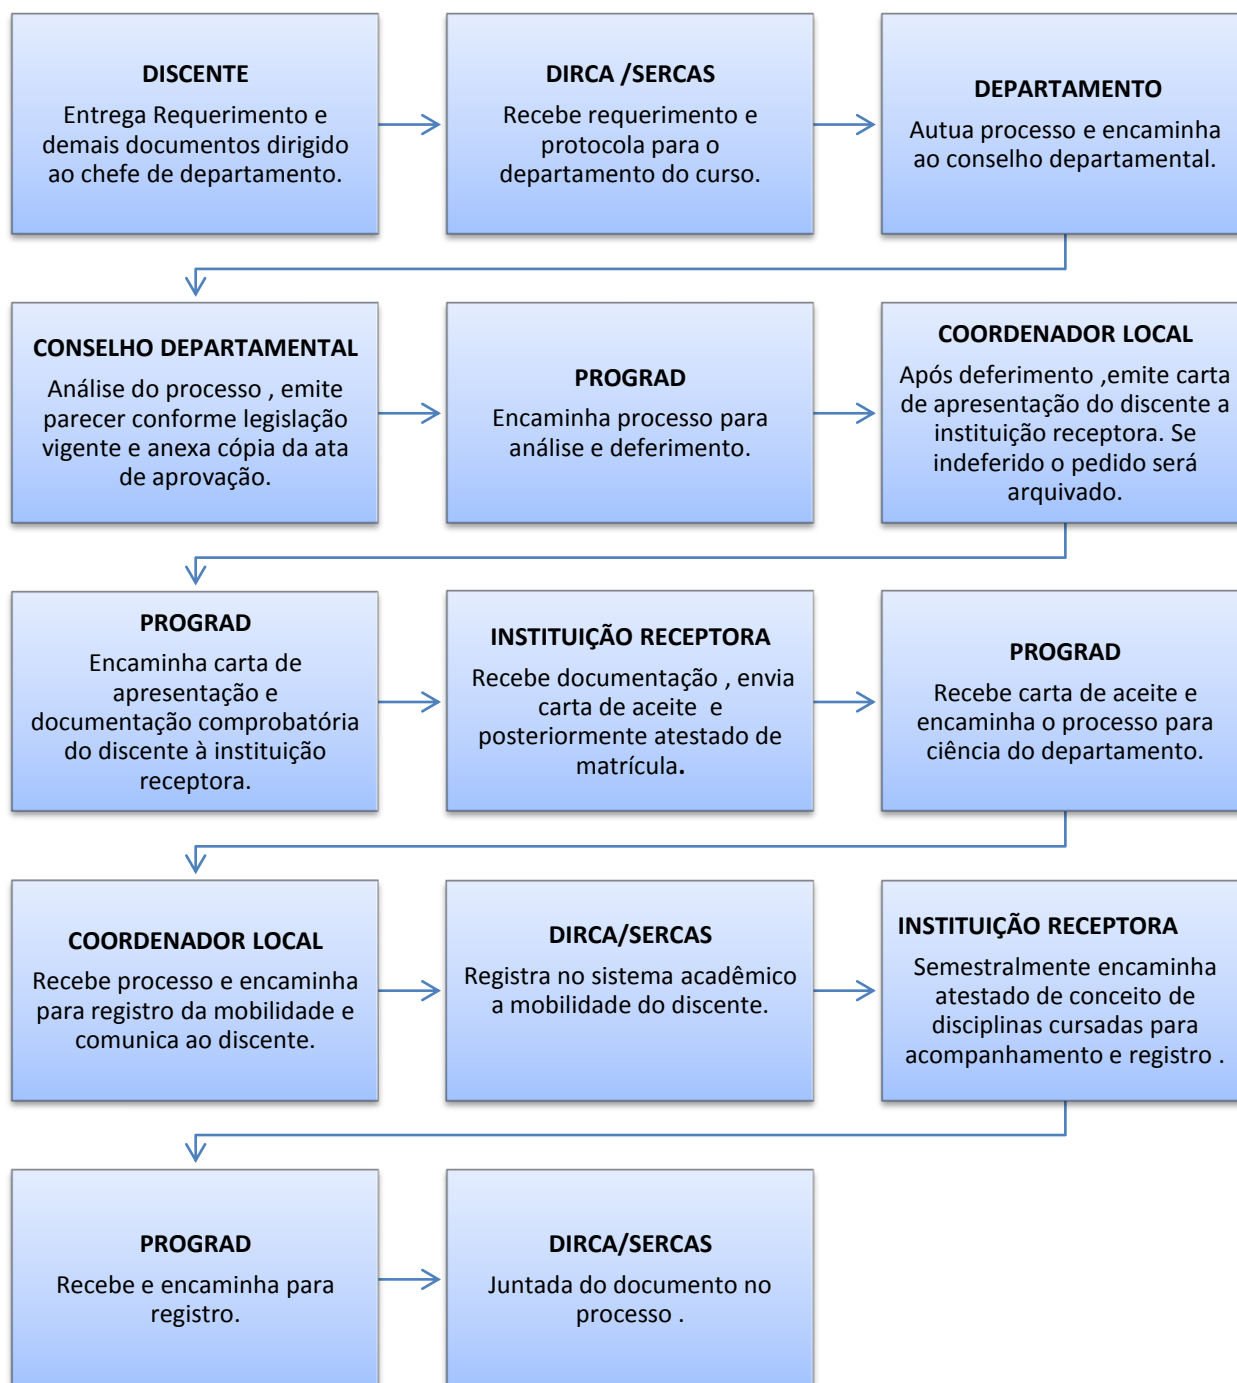 DISCENTE
Entrega Requerimento e
demais documentos dirigido
ao chefe de departamento.
DIRCA /SERCAS
Recebe requerimento e
protocola para o
departamento do curso.
DEPARTAMENTO
Autua processo e encaminha
ao conselho departamental.
CONSELHO DEPARTAMENTAL
Análise do processo , emite
parecer conforme legislação
vigente e anexa cópia da ata
de aprovação.
PROGRAD
Encaminha processo para
análise e deferimento.
COORDENADOR LOCAL
Após deferimento ,emite carta
de apresentação do discente a
instituição receptora. Se
indeferido o pedido será
arquivado.
PROGRAD
Encaminha carta de
apresentação e
documentação comprobatória
do discente à instituição
receptora.
INSTITUIÇÃO RECEPTORA
Recebe documentação , envia
carta de aceite e
posteriormente atestado de
matrícula.
PROGRAD
Recebe carta de aceite e
encaminha o processo para
ciência do departamento.
COORDENADOR LOCAL
Recebe processo e encaminha
para registro da mobilidade e
comunica ao discente.
DIRCA/SERCAS
Registra no sistema acadêmico
a mobilidade do discente.
INSTITUIÇÃO RECEPTORA
Semestralmente encaminha
atestado de conceito de
disciplinas cursadas para
acompanhamento e registro .
PROGRAD
Recebe e encaminha para
registro.
DIRCA/SERCAS
Juntada do documento no
processo .